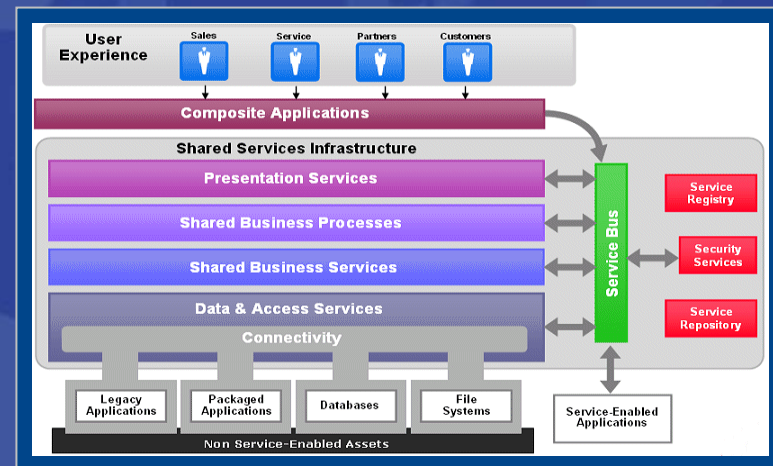 User
Experience
Sales
Service
Partners
Customers
Composite Applications
Shared Services Infrastructure
Presentation Services
Shared Business Processes
Shared Business Services
Data & Access Services
Connectivity
Service Bus
Service
Registry
Security
Services
Service
Repository
Legacy
Applications
Packaged
Applications
Databases
File
Systems
Service-Enabled
Applications
Non Service-Enabled Assets